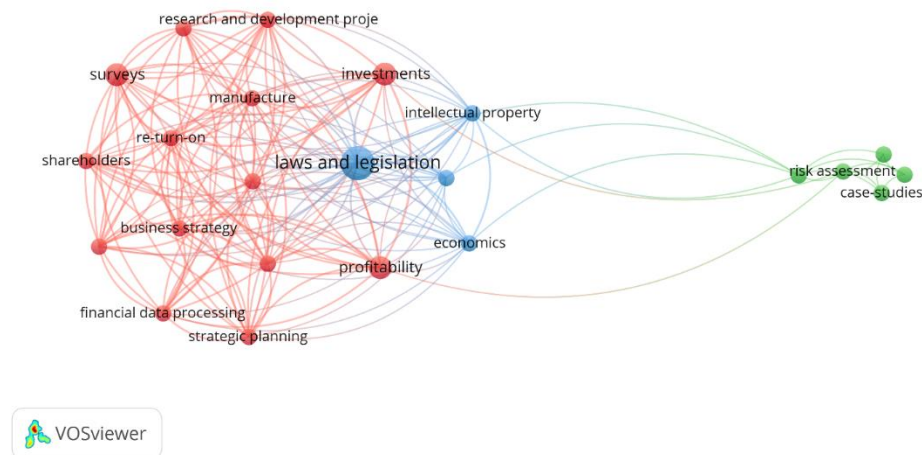 research and development proje
surveys
investments
manufacture
intellectual property
re-turn-on
shareholders
laws and legislation
risk assessment
case-studies
business strategy
economics
profitability
financial data processing
strategic planning
VOSviewer